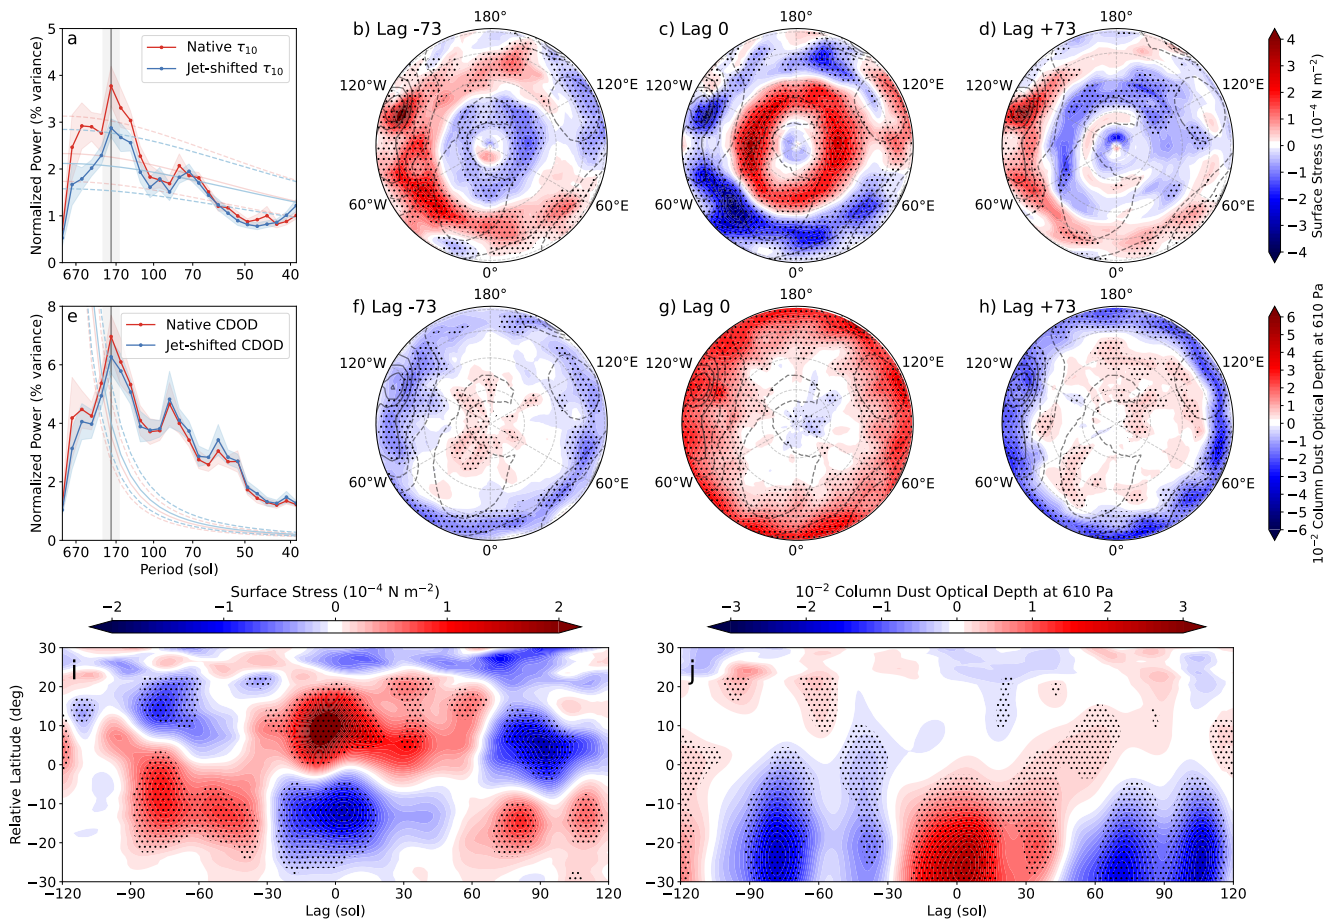 a
Native τ10
Jet-shifted τ10
Normalized Power (% variance)
5
4
3
2
1
0
670 170 100 70 50 40
b) Lag -73
180°
120°W
120°E
60°W
60°E
0°
c) Lag 0
180°
120°W
120°E
60°W
60°E
0°
d) Lag +73
180°
120°W
120°E
60°W
60°E
0°
4
3
2
1
0
−1
−2
−3
−4
Surface Stress (10−4 N m−2)
e
Native CDOD
Jet-shifted CDOD
Normalized Power (% variance)
8
6
4
2
0
670 170 100 70 50 40
Period (sol)
f) Lag -73
180°
120°W
120°E
60°W
60°E
0°
g) Lag 0
180°
120°W
120°E
60°W
60°E
0°
h) Lag +73
180°
120°W
120°E
60°W
60°E
0°
6
5
4
3
2
1
0
−1
−2
−3
−4
−5
−6
10−2 Column Dust Optical Depth at 610 Pa
Surface Stress (10−4 N m−2)
−2 −1 0 1 2
i
Relative Latitude (deg)
30
20
10
0
−10
−20
−30
−120 −90 −60 −30 0 30 60 90 120
Lag (sol)
10−2 Column Dust Optical Depth at 610 Pa
−3 −2 −1 0 1 2 3
j
30
20
10
0
−10
−20
−30
−120 −90 −60 −30 0 30 60 90 120
Lag (sol)